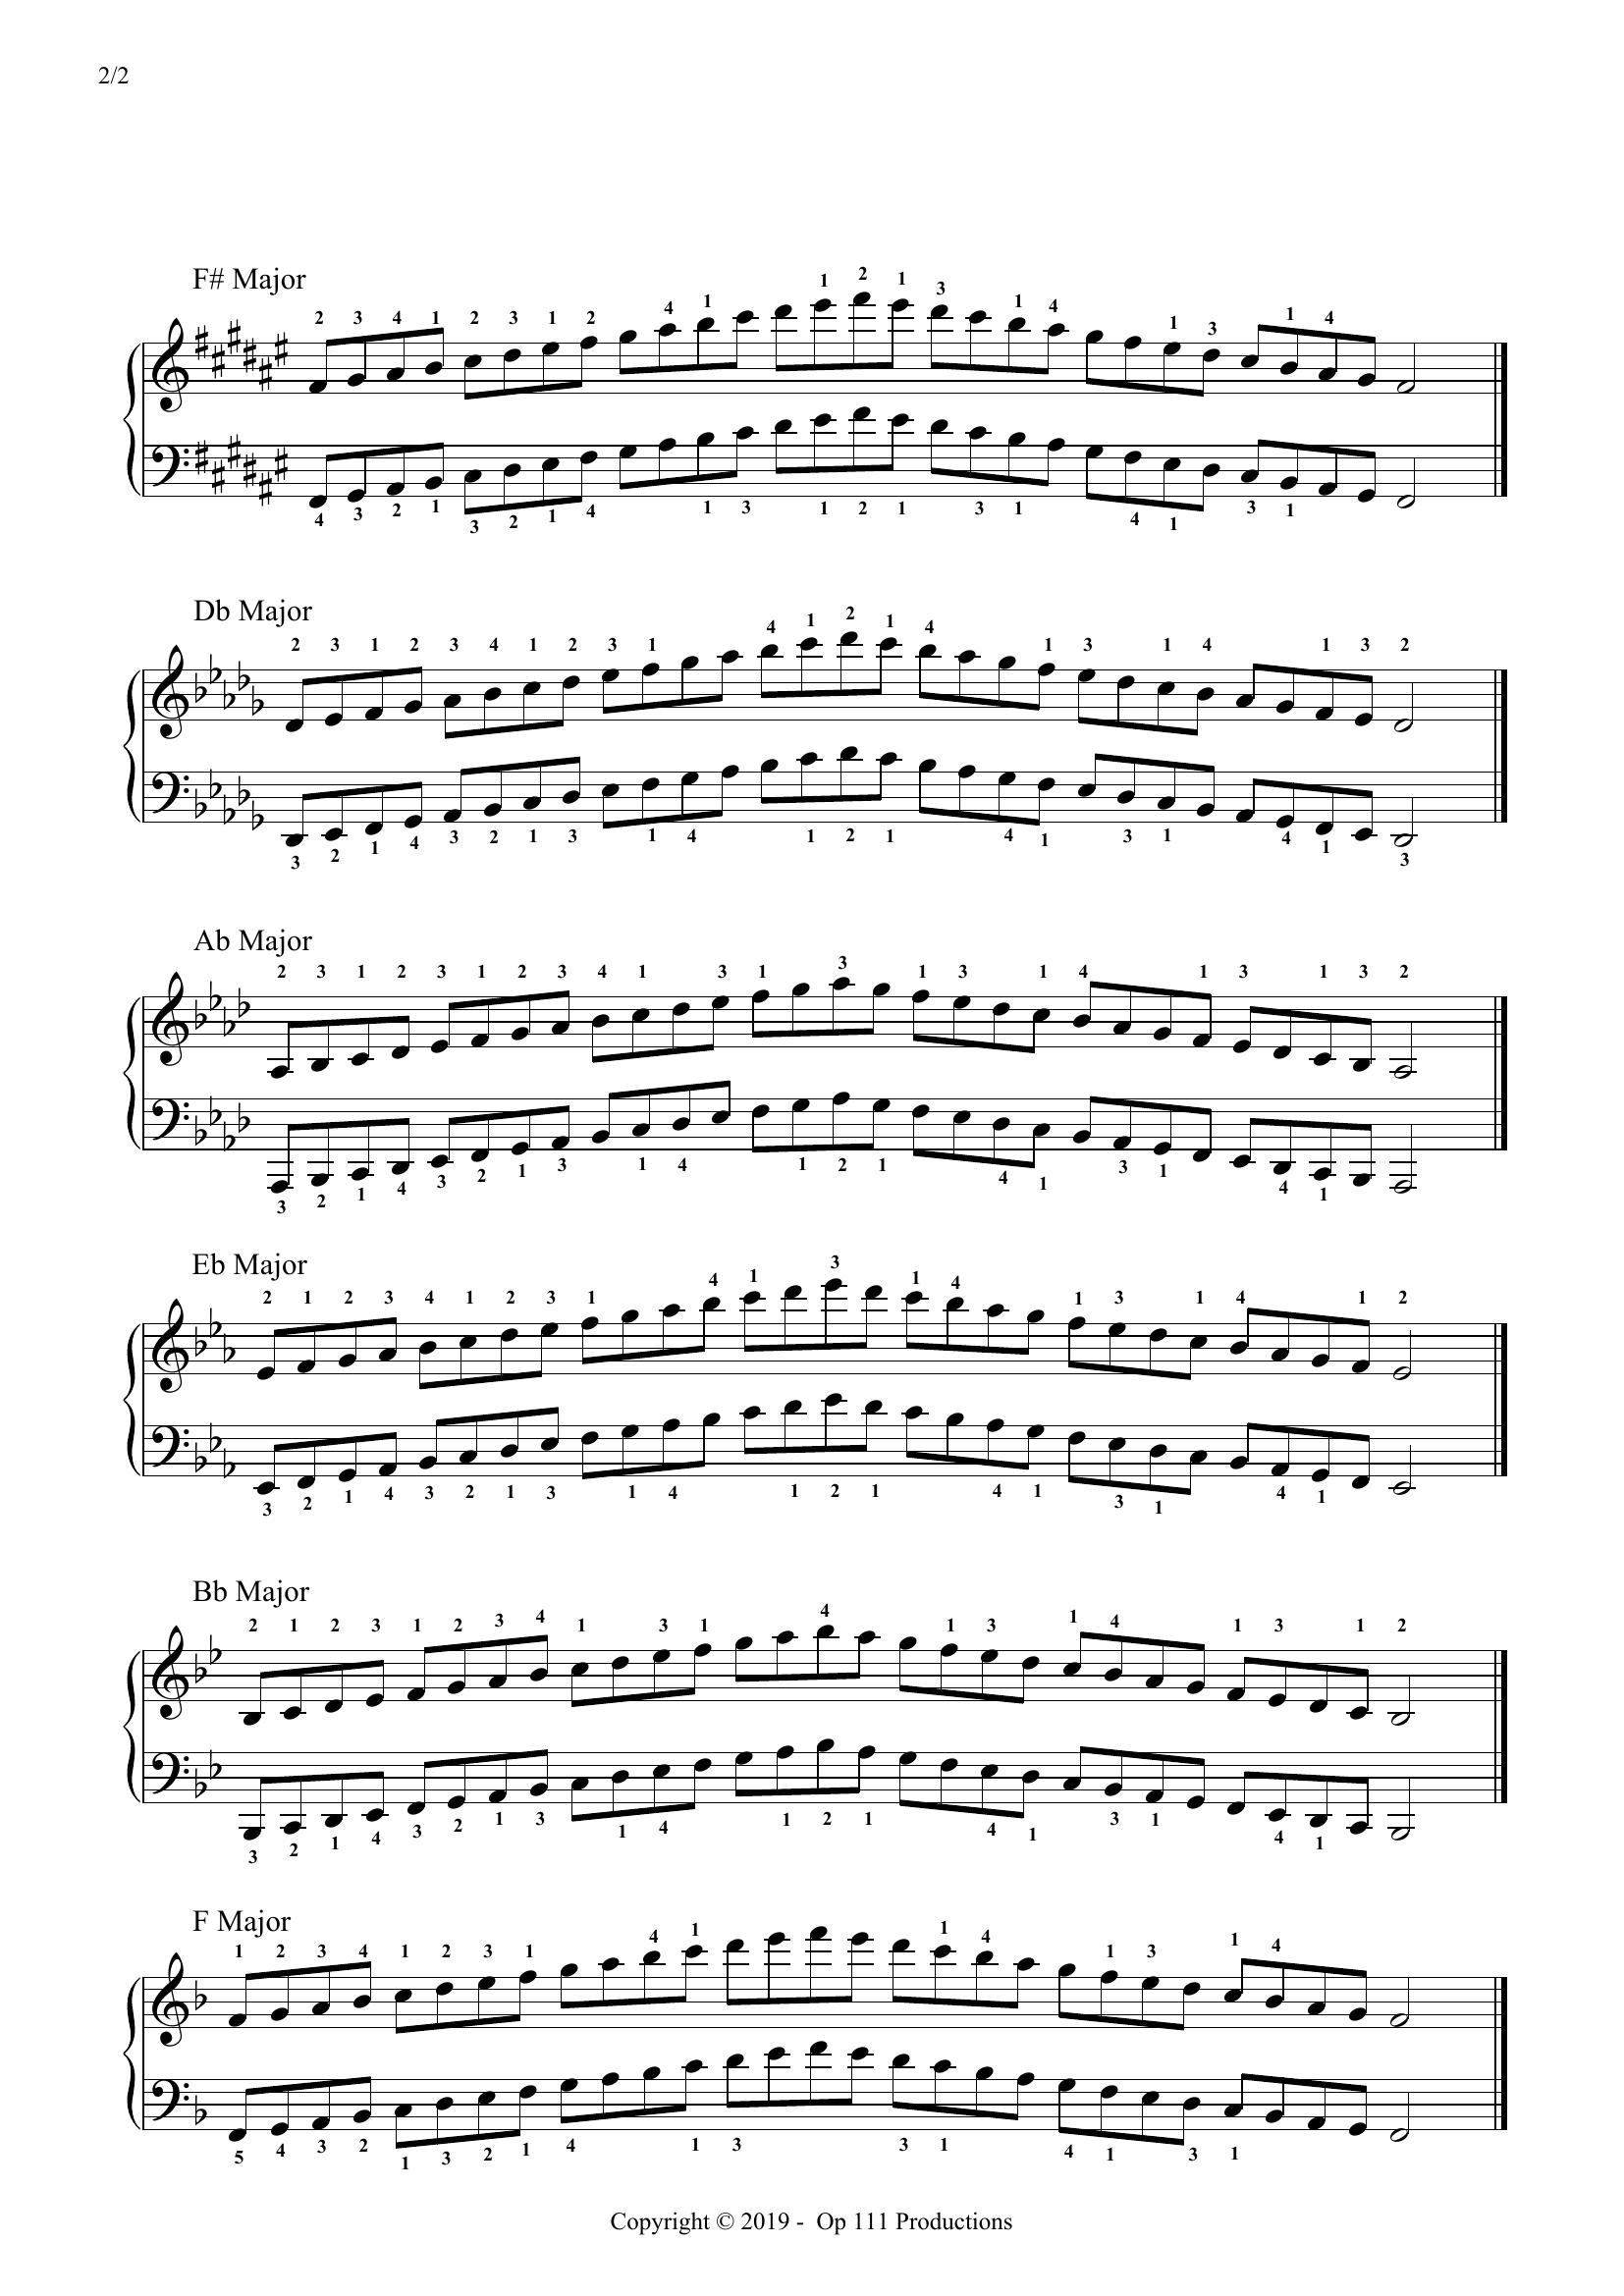 2/2
F# Major
2 3 4 1 2 3 1 2 4 1 1 2 1 3 1 4 1 3 1 4
4 3 2 1 3 2 1 4 1 3 1 2 1 3 1 4 1 3 1
Db Major
2 3 1 2 3 4 1 2 3 1 4 1 2 1 4 1 3 1 4 1 3 2
3 2 1 4 3 2 1 3 1 4 1 2 1 4 1 3 1 4 1 3
Ab Major
2 3 1 2 3 1 2 3 4 1 3 1 3 1 3 1 4 1 3 1 3 2
3 2 1 4 3 2 1 3 1 4 1 2 1 4 1 3 1 4 1
Eb Major
2 1 2 3 4 1 2 3 1 4 1 3 1 4 1 3 1 4 1 2
3 2 1 4 3 2 1 3 1 4 1 2 1 4 1 3 1 4 1
Bb Major
2 1 2 3 1 2 3 4 1 3 1 4 1 3 1 4 1 3 1 2
3 2 1 4 3 2 1 3 1 4 1 2 1 4 1 3 1 4 1
F Major
1 2 3 4 1 2 3 1 4 1 1 4 1 3 1 4
5 4 3 2 1 3 2 1 4 1 3 3 1 4 1 3 1
Copyright © 2019 - Op 111 Productions